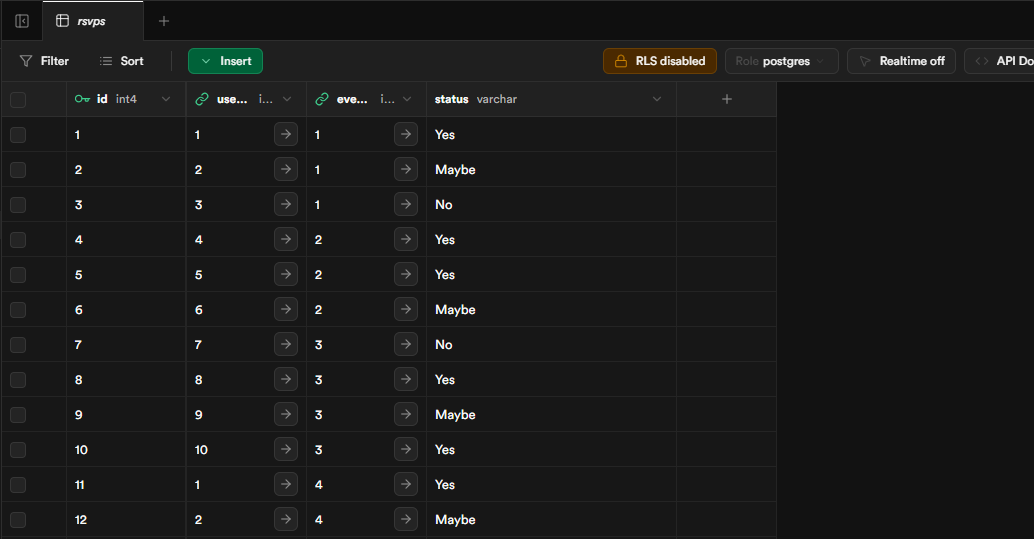 rsvps
Filter Sort Insert RLS disabled Role postgres Realtime off API Do
id int4 use... i... eve... i... status varchar
1 1 1 Yes
2 2 1 Maybe
3 3 1 No
4 4 2 Yes
5 5 2 Yes
6 6 2 Maybe
7 7 3 No
8 8 3 Yes
9 9 3 Maybe
10 10 3 Yes
11 1 4 Yes
12 2 4 Maybe